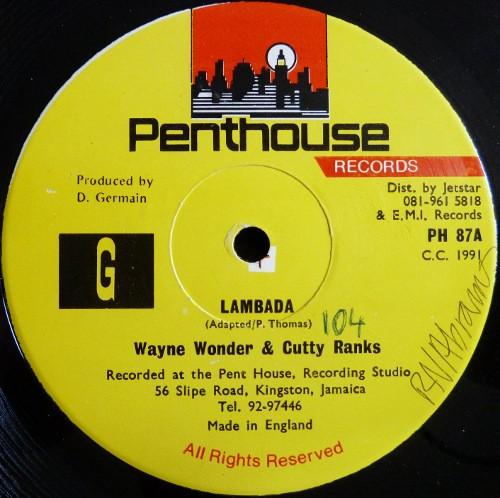 Penthouse
RECORDS
Produced by
D. Germain
Dist. by Jetstar
081-961 5818
& E.M.I. Records
PH 87A
C.C. 1991
G
LAMBADA
(Adapted/P. Thomas)
104
Wayne Wonder & Cutty Ranks
Recorded at the Pent House, Recording Studio
56 Slipe Road, Kingston, Jamaica
Tel. 92-97446
Made in England
All Rights Reserved